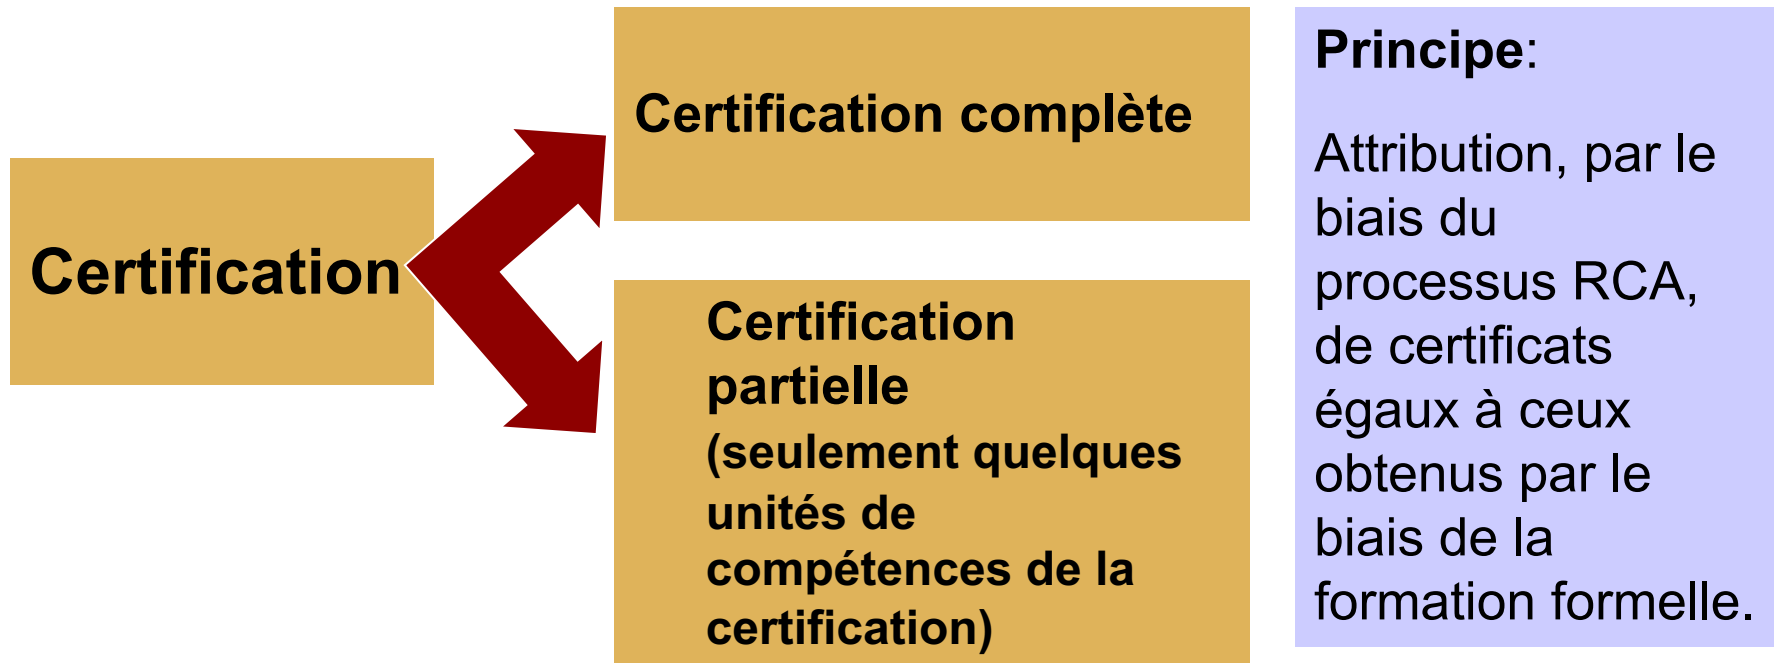 Certification
Certification complète
Certification
partielle
(seulement quelques
unités de
compétences de la
certification)
Principe:
Attribution, par le
biais du
processus RCA,
de certificats
égaux à ceux
obtenus par le
biais de la
formation formelle.